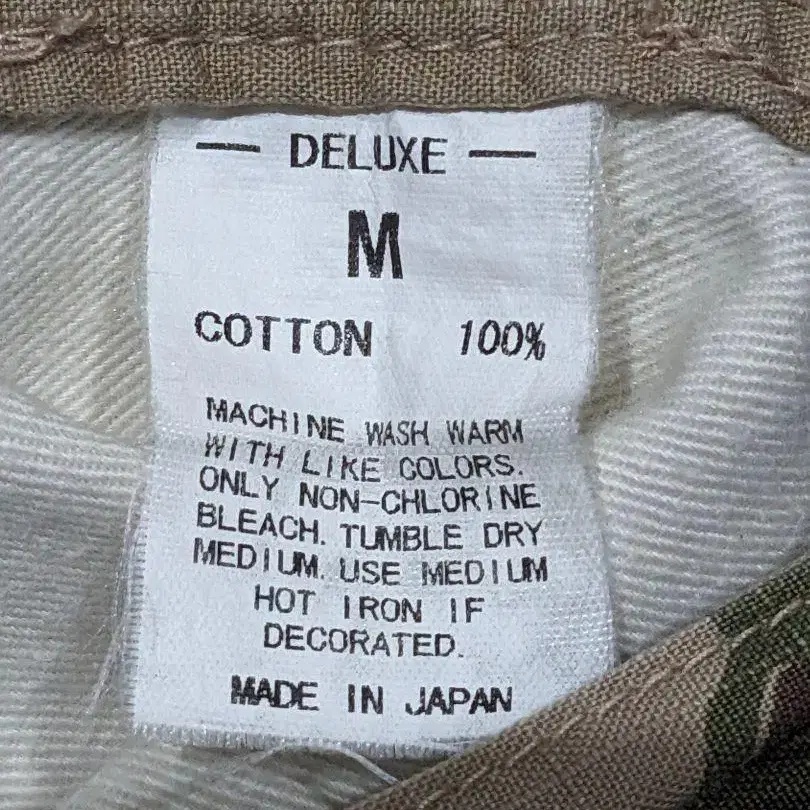 — DELUXE —
M
COTTON 100%
MACHINE WASH WARM
WITH LIKE COLORS.
ONLY NON-CHLORINE
BLEACH. TUMBLE DRY
MEDIUM. USE MEDIUM
HOT IRON IF
DECORATED.
MADE IN JAPAN